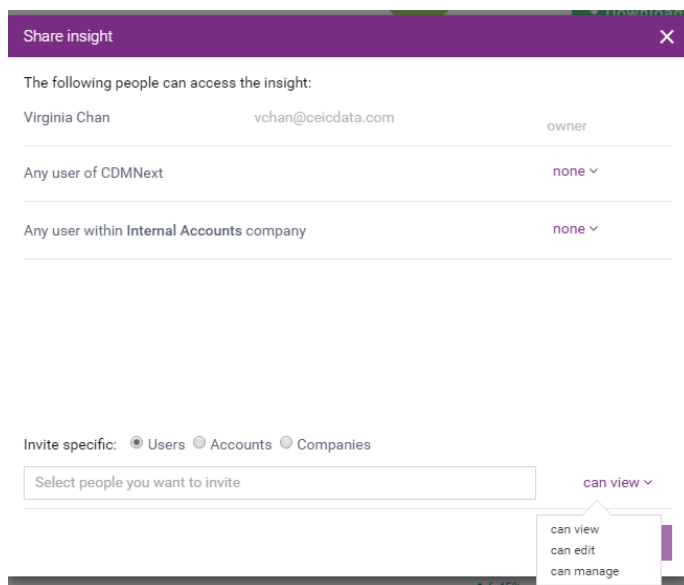 Download
Share insight
The following people can access the insight:
Virginia Chan vchan@ceicdata.com owner
Any user of CDMNext none
Any user within Internal Accounts company none
Invite specific: Users Accounts Companies
Select people you want to invite can view
can view
can edit
can manage